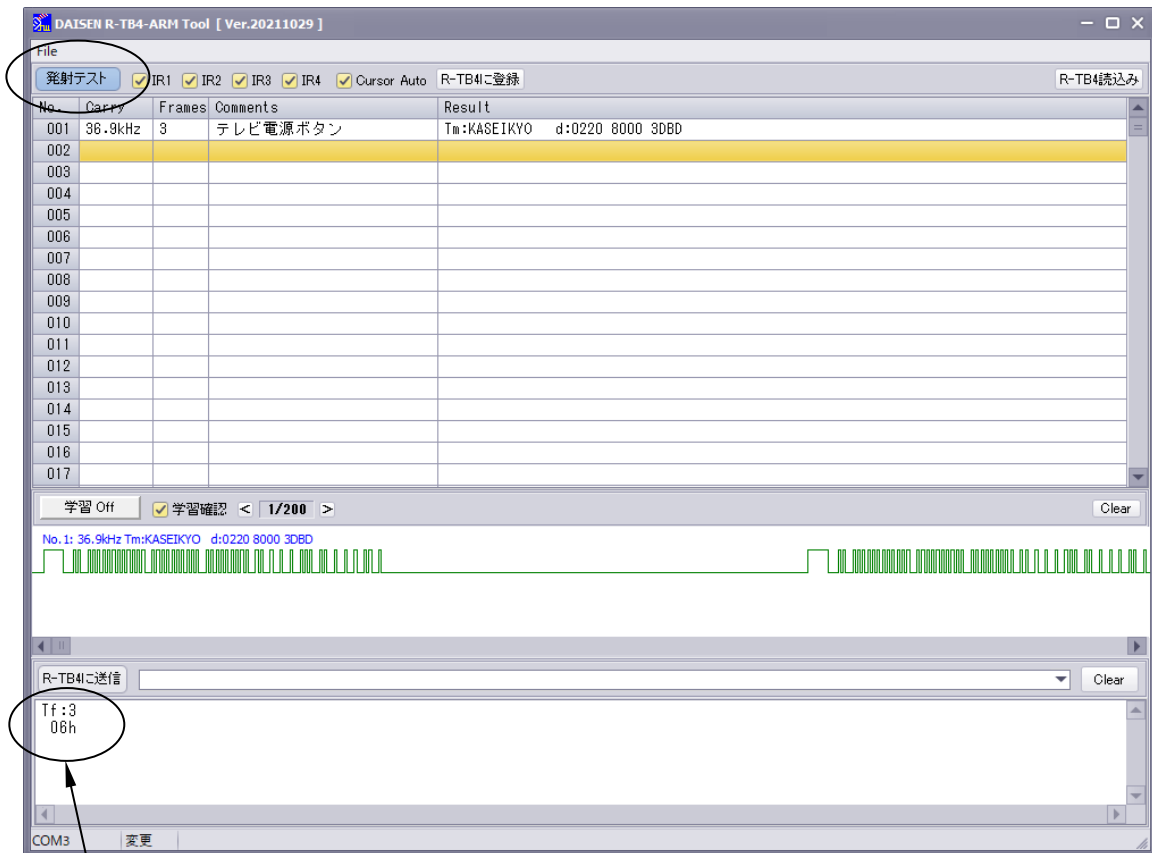 DAISEN R-TB4-ARM Tool [ Ver.20211029 ]
File
発射テスト IR1 IR2 IR3 IR4 Cursor Auto R-TB4に登録 R-TB4読込み
No. Carry Frames Comments Result
001 36.9kHz 3 テレビ電源ボタン Tm:KASEIKYO d:0220 8000 3DBD
002
003
004
005
006
007
008
009
010
011
012
013
014
015
016
017
学習 Off 学習確認 < 1/200 > Clear
No.1: 36.9kHz Tm:KASEIKYO d:0220 8000 3DBD
R-TB4に送信 Clear
Tf:3
06h
COM3 変更